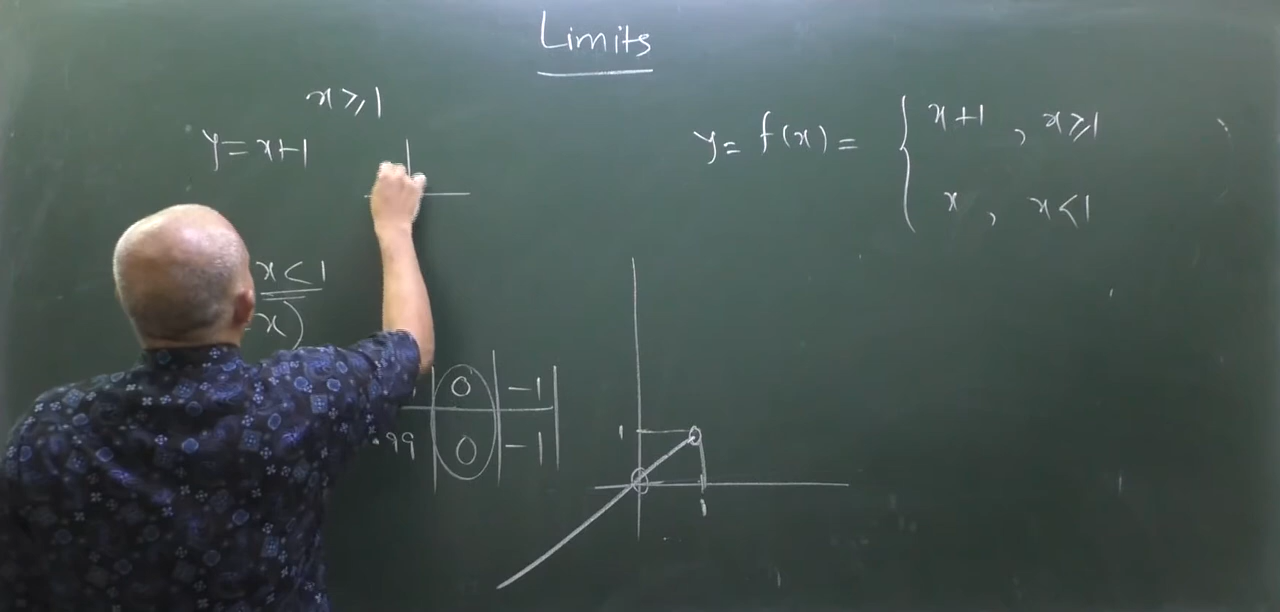 Limits
x ≥ 1
y = x+1
y = f(x) = { x+1 , x ≥ 1
x , x < 1
x < 1
x)
0 | -1
.99 | 0 | -1
1
1